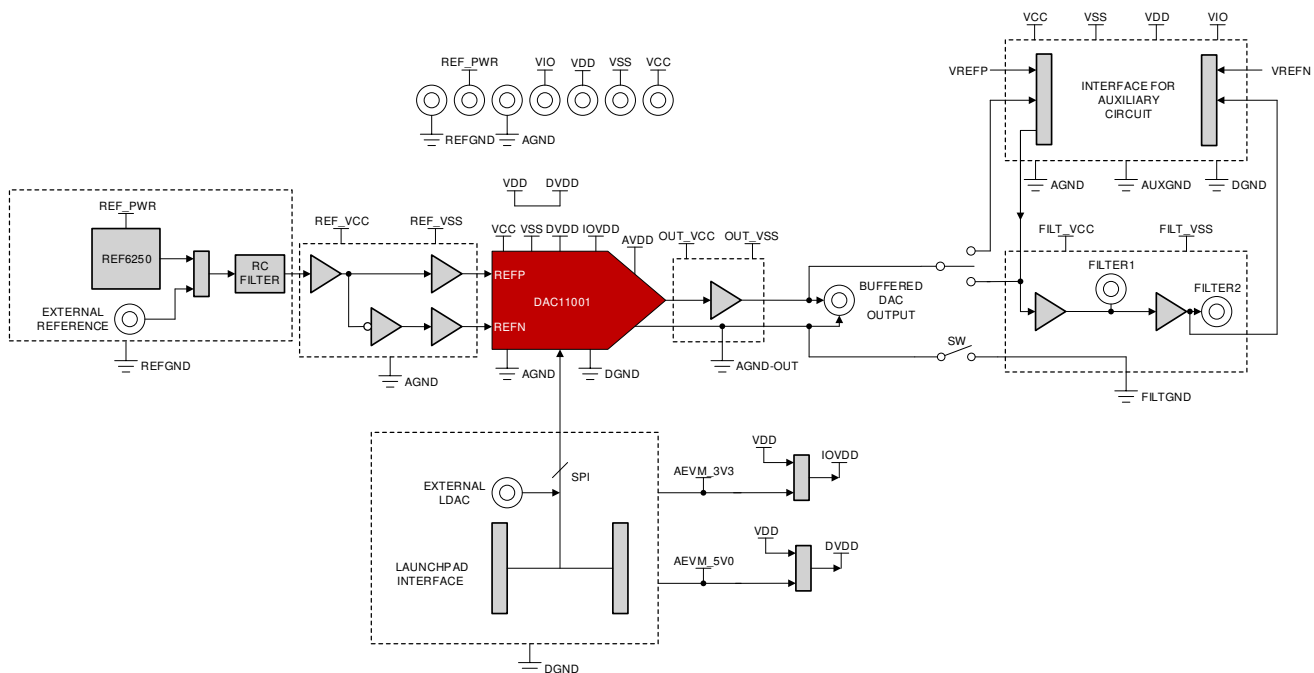 VCC VSS VDD VIO
REF_PWR VIO VDD VSS VCC
VREFP VREFN
INTERFACE FOR
AUXILIARY
CIRCUIT
REFGND AGND
AGND AUXGND DGND
VDD DVDD
REF_PWR REF_VCC REF_VSS
VCC VSS DVDD IOVDD
AVDD
OUT_VCC OUT_VSS
FILT_VCC FILT_VSS
REF6250
RC
FILTER
REFP
DAC11001
REFN
EXTERNAL
REFERENCE
BUFFERED
DAC
OUTPUT
FILTER1
FILTER2
REFGND
AGND
AGND
DGND
AGND-OUT
SW
FILTGND
SPI
EXTERNAL
LDAC
LAUNCHPAD
INTERFACE
DGND
AEVM_3V3
VDD
IOVDD
AEVM_5V0
VDD
DVDD